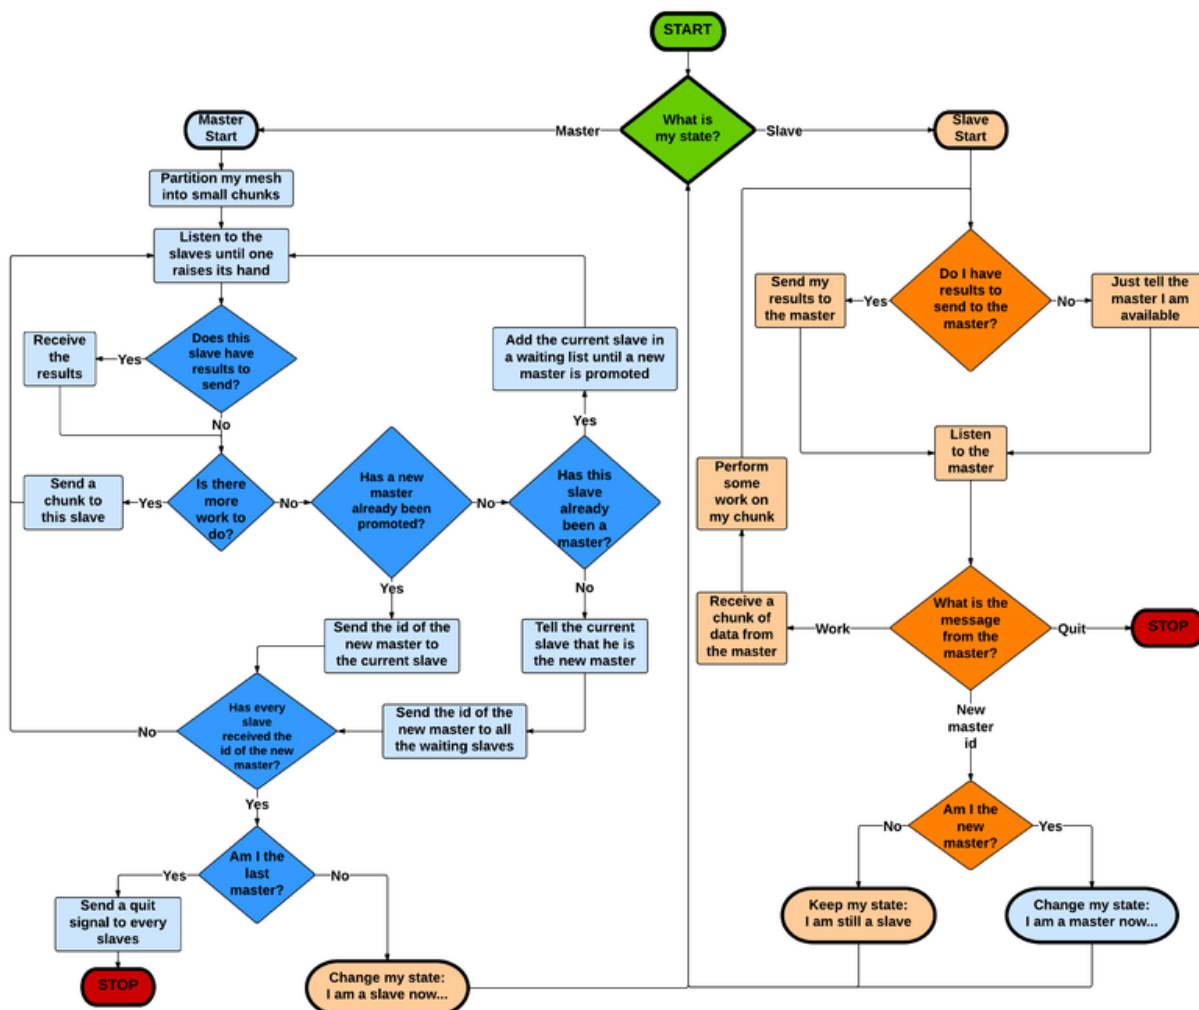 START
What is
my state?
Master
Slave
Master
Start
Slave
Start
Partition my mesh
into small chunks
Listen to the
slaves until one
raises its hand
Does this
slave have
results to
send?
Yes
Receive
the
results
No
Is there
more
work to
do?
Yes
Send a
chunk to
this slave
No
Has a new
master
already been
promoted?
No
Has this
slave
already
been a
master?
Yes
Add the current slave in
a waiting list until a new
master is promoted
Yes
Send the id of the
new master to
the current slave
No
Tell the current
slave that he is
the new master
Send the id of the
new master to all
the waiting slaves
Has every
slave
received the
id of the new
master?
No
Yes
Am I the
last
master?
Yes
Send a quit
signal to every
slaves
STOP
No
Change my state:
I am a slave now...
Do I have
results to
send to the
master?
Yes
Send my
results to
the master
No
Just tell the
master I am
available
Listen
to the
master
What is the
message
from the
master?
Work
Receive a
chunk of
data from
the master
Perform
some
work on
my chunk
Quit
STOP
New
master
id
Am I the
new
master?
No
Keep my state:
I am still a slave
Yes
Change my state:
I am a master now...